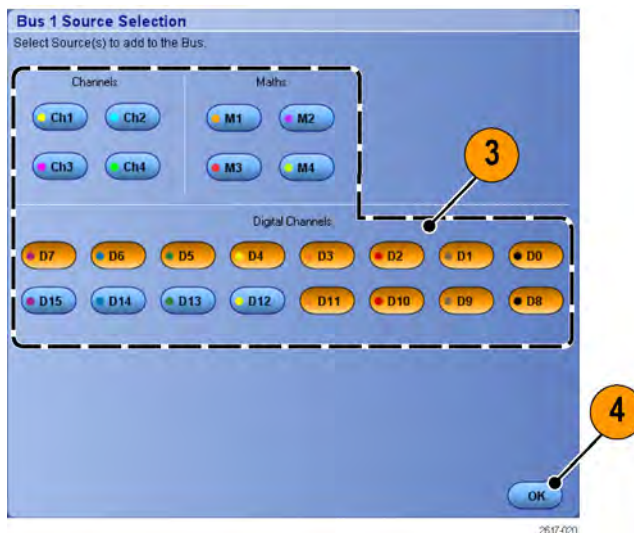 Bus 1 Source Selection
Select Source(s) to add to the Bus.
Channels Maths
Ch1 Ch2 M1 M2
3
Ch3 Ch4 M3 M4
Digital Channels
D7 D6 D5 D4 D3 D2 D1 D0
D15 D14 D13 D12 D11 D10 D9 D8
4
OK
2617-020